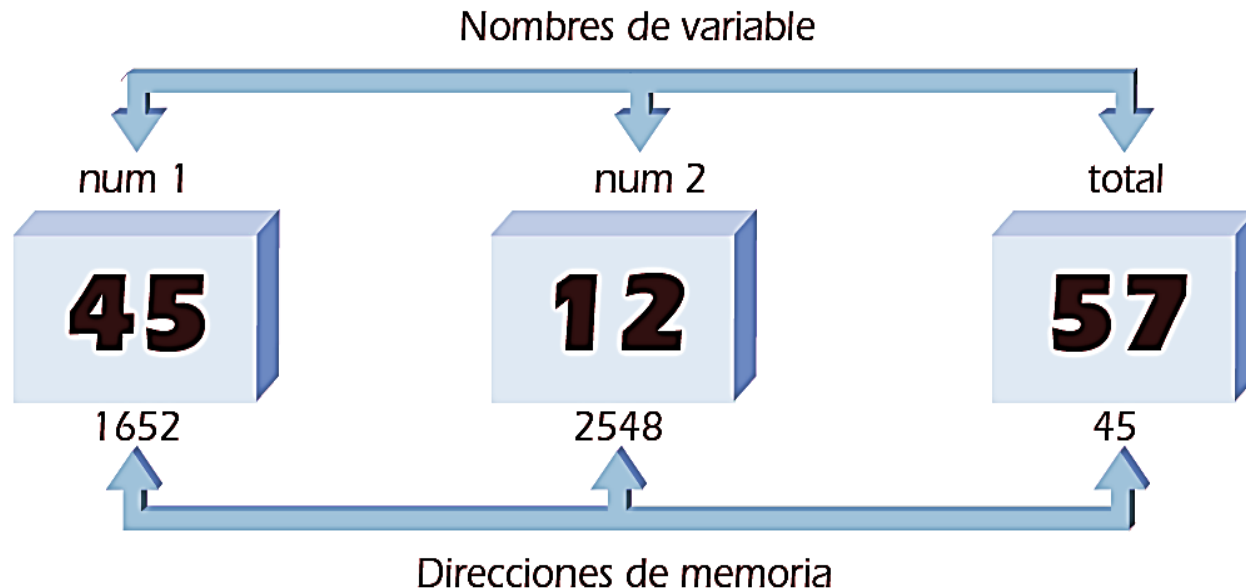 Nombres de variable
num 1 num 2 total
45 12 57
1652 2548 45
Direcciones de memoria